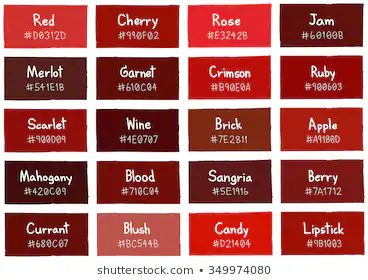 Red
#D0312D
Cherry
#990F02
Rose
#E3242B
Jam
#60100B
Merlot
#541E1B
Garnet
#610C04
Crimson
#B90E0A
Ruby
#900603
Scarlet
#900D09
Wine
#4E0707
Brick
#7E2811
Apple
#A91B0D
Mahogany
#420C09
Blood
#710C04
Sangria
#5E1916
Berry
#7A1712
Currant
#680C07
Blush
#BC544B
Candy
#D21404
Lipstick
#9B1003
shutterstock.com • 349974080